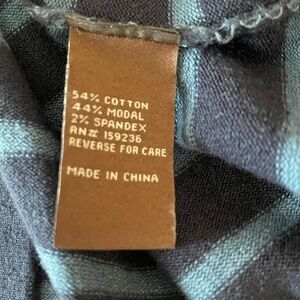 54% COTTON
44% MODAL
2% SPANDEX
RN# 159236
REVERSE FOR CARE
MADE IN CHINA